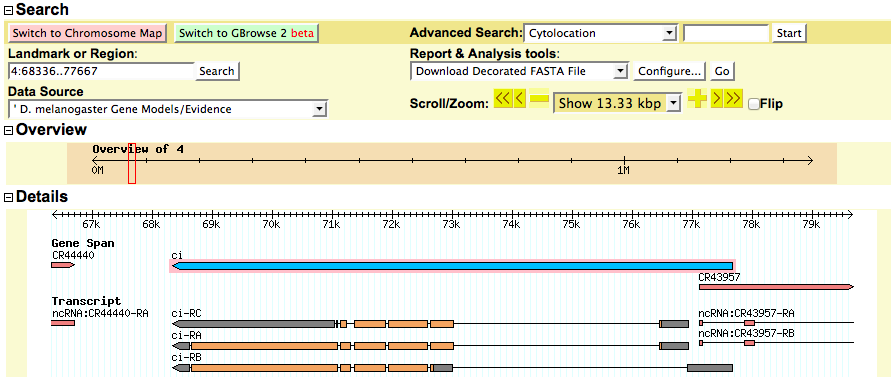 Search
Switch to Chromosome Map Switch to GBrowse 2 beta Advanced Search: Cytolocation Start
Landmark or Region: Report & Analysis tools:
4:68336..77667 Search Download Decorated FASTA File Configure... Go
Data Source
' D. melanogaster Gene Models/Evidence Scroll/Zoom: Show 13.33 kbp Flip
Overview
Overview of 4
0M 1M
Details
67k 68k 69k 70k 71k 72k 73k 74k 75k 76k 77k 78k 79k
Gene Span
CR44440 ci
CR43957
Transcript
ncRNA:CR44440-RA ci-RC ncRNA:CR43957-RA
ci-RA ncRNA:CR43957-RB
ci-RB